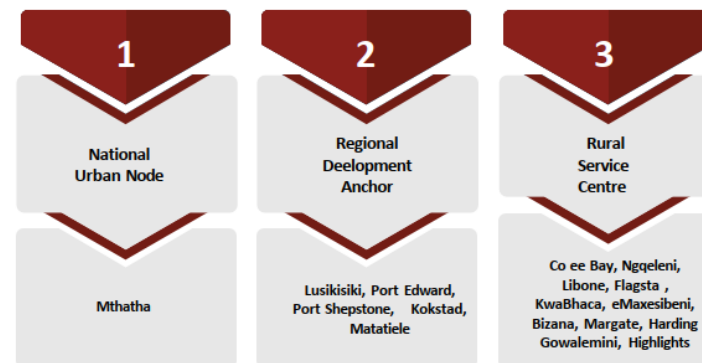 1
National
Urban Node
Mthatha
2
Regional
Deelopment
Anchor
Lusikisiki, Port Edward,
Port Shepstone, Kokstad,
Matatiele
3
Rural
Service
Centre
Co ee Bay, Ngqeleni,
Libone, Flagsta ,
KwaBhaca, eMaxesibeni,
Bizana, Margate, Harding
Gowalemini, Highlights